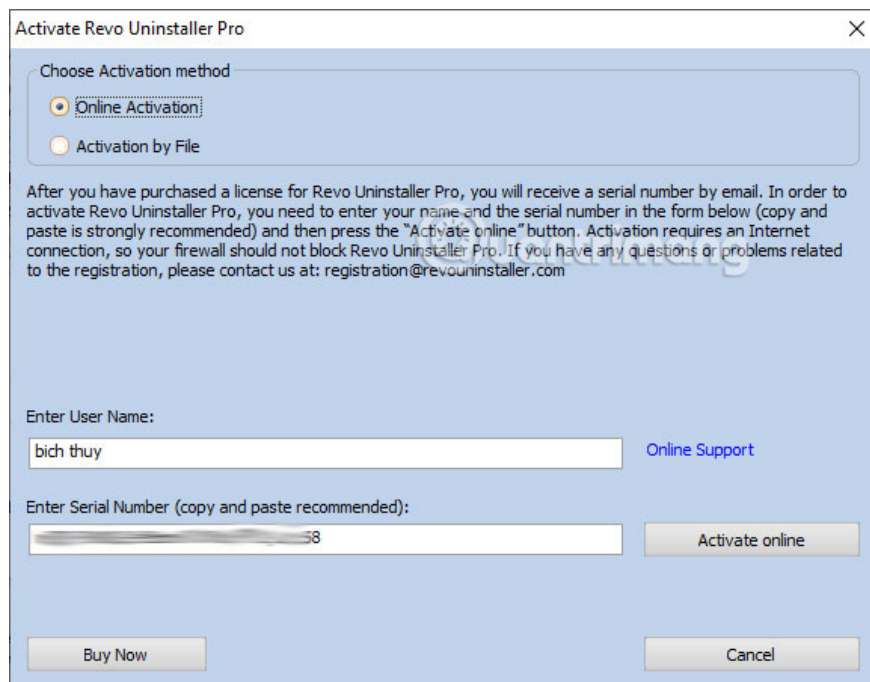 Activate Revo Uninstaller Pro
Choose Activation method
Online Activation
Activation by File
After you have purchased a license for Revo Uninstaller Pro, you will receive a serial number by email. In order to
activate Revo Uninstaller Pro, you need to enter your name and the serial number in the form below (copy and
paste is strongly recommended) and then press the “Activate online” button. Activation requires an Internet
connection, so your firewall should not block Revo Uninstaller Pro. If you have any questions or problems related
to the registration, please contact us at: registration@revouninstaller.com
Quantrimang
Enter User Name:
bich thuy
Online Support
Enter Serial Number (copy and paste recommended):
68
Activate online
Buy Now
Cancel